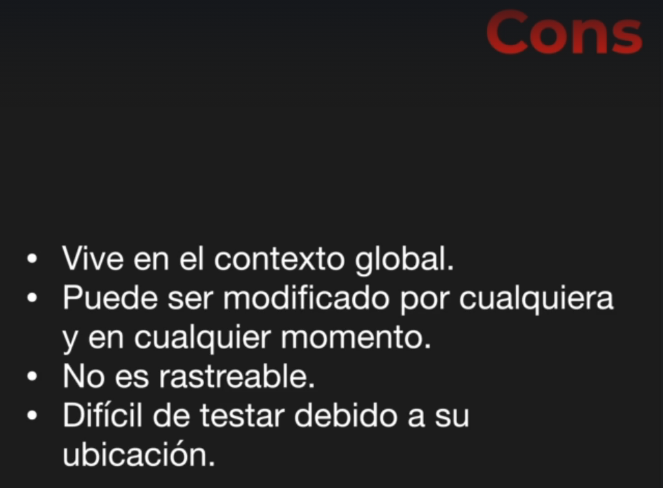 Cons
• Vive en el contexto global.
• Puede ser modificado por cualquiera
y en cualquier momento.
• No es rastreable.
• Difícil de testar debido a su
ubicación.